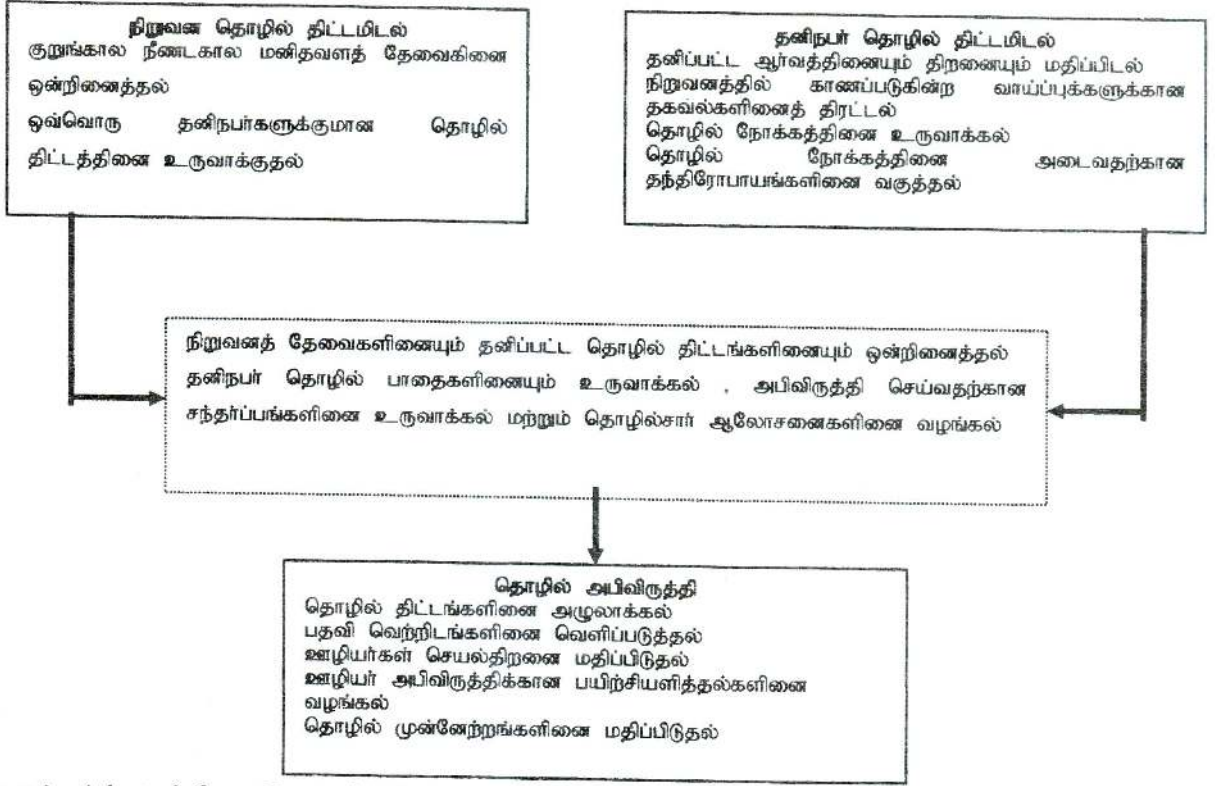 நிறுவன தொழில் திட்டமிடல்
குறுங்கால நீண்டகால மனிதவளத் தேவைகினை
ஒன்றினைத்தல்
ஒவ்வொரு தனிநபர்களுக்குமான தொழில்
திட்டத்தினை உருவாக்குதல்
தனிநபர் தொழில் திட்டமிடல்
தனிப்பட்ட ஆர்வத்தினையும் திறனையும் மதிப்பிடல்
நிறுவனத்தில் காணப்படுகின்ற வாய்ப்புக்களுக்கான
தகவல்களினைத் திரட்டல்
தொழில் நோக்கத்தினை உருவாக்கல்
தொழில் நோக்கத்தினை அடைவதற்கான
தந்திரோபாயங்களினை வகுத்தல்
நிறுவனத் தேவைகளினையும் தனிப்பட்ட தொழில் திட்டங்களினையும் ஒன்றினைத்தல்
தனிநபர் தொழில் பாதைகளினையும் உருவாக்கல் , அபிவிருத்தி செய்வதற்கான
சந்தர்ப்பங்களினை உருவாக்கல் மற்றும் தொழில்சார் ஆலோசனைகளினை வழங்கல்
தொழில் அபிவிருத்தி
தொழில் திட்டங்களினை அமுலாக்கல்
பதவி வெற்றிடங்களினை வெளிப்படுத்தல்
ஊழியர்கள் செயல்திறனை மதிப்பிடுதல்
ஊழியர் அபிவிருத்திக்கான பயிற்சியளித்தல்களினை
வழங்கல்
தொழில் முன்னேற்றங்களினை மதிப்பிடுதல்